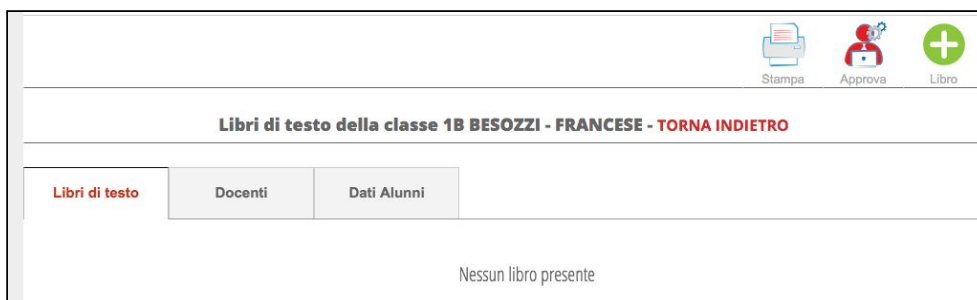 Stampa Approva Libro
Libri di testo della classe 1B BESOZZI - FRANCESE - TORNA INDIETRO
Libri di testo Docenti Dati Alunni
Nessun libro presente